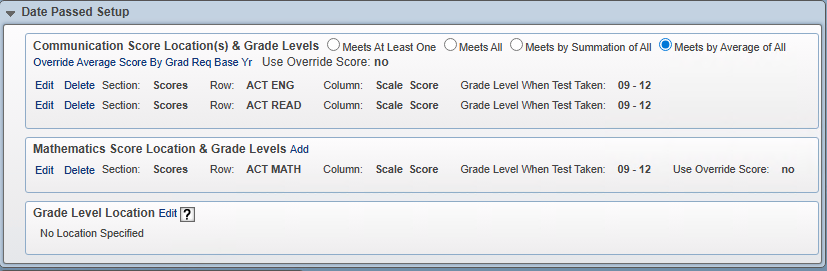 Date Passed Setup
Communication Score Location(s) & Grade Levels Meets At Least One Meets All Meets by Summation of All Meets by Average of All
Override Average Score By Grad Req Base Yr Use Override Score: no
Edit Delete Section: Scores Row: ACT ENG Column: Scale Score Grade Level When Test Taken: 09 - 12
Edit Delete Section: Scores Row: ACT READ Column: Scale Score Grade Level When Test Taken: 09 - 12
Mathematics Score Location & Grade Levels Add
Edit Delete Section: Scores Row: ACT MATH Column: Scale Score Grade Level When Test Taken: 09 - 12 Use Override Score: no
Grade Level Location Edit ?
No Location Specified